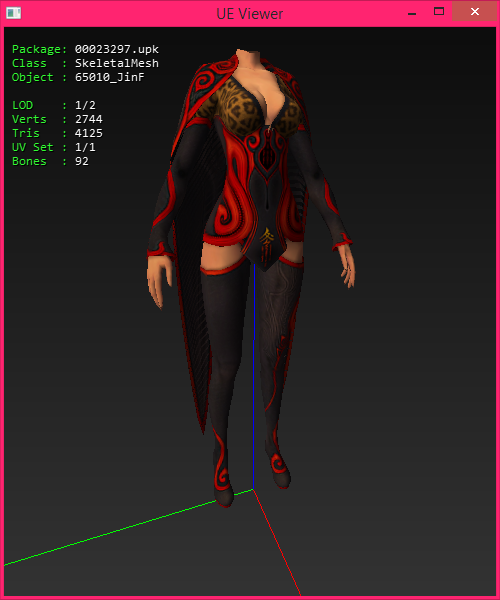 UE Viewer
Package: 00023297.upk
Class : SkeletalMesh
Object : 65010_JinF
LOD : 1/2
Verts : 2744
Tris : 4125
UV Set : 1/1
Bones : 92